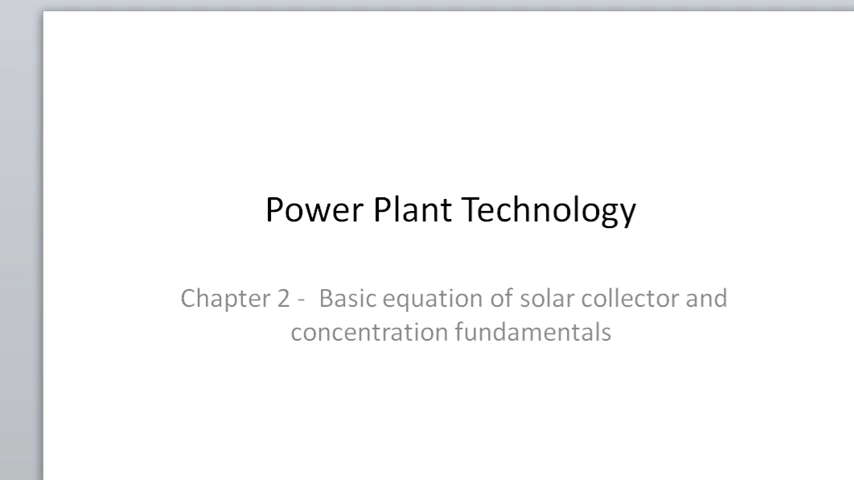 Power Plant Technology
Chapter 2 -  Basic equation of solar collector and
concentration fundamentals